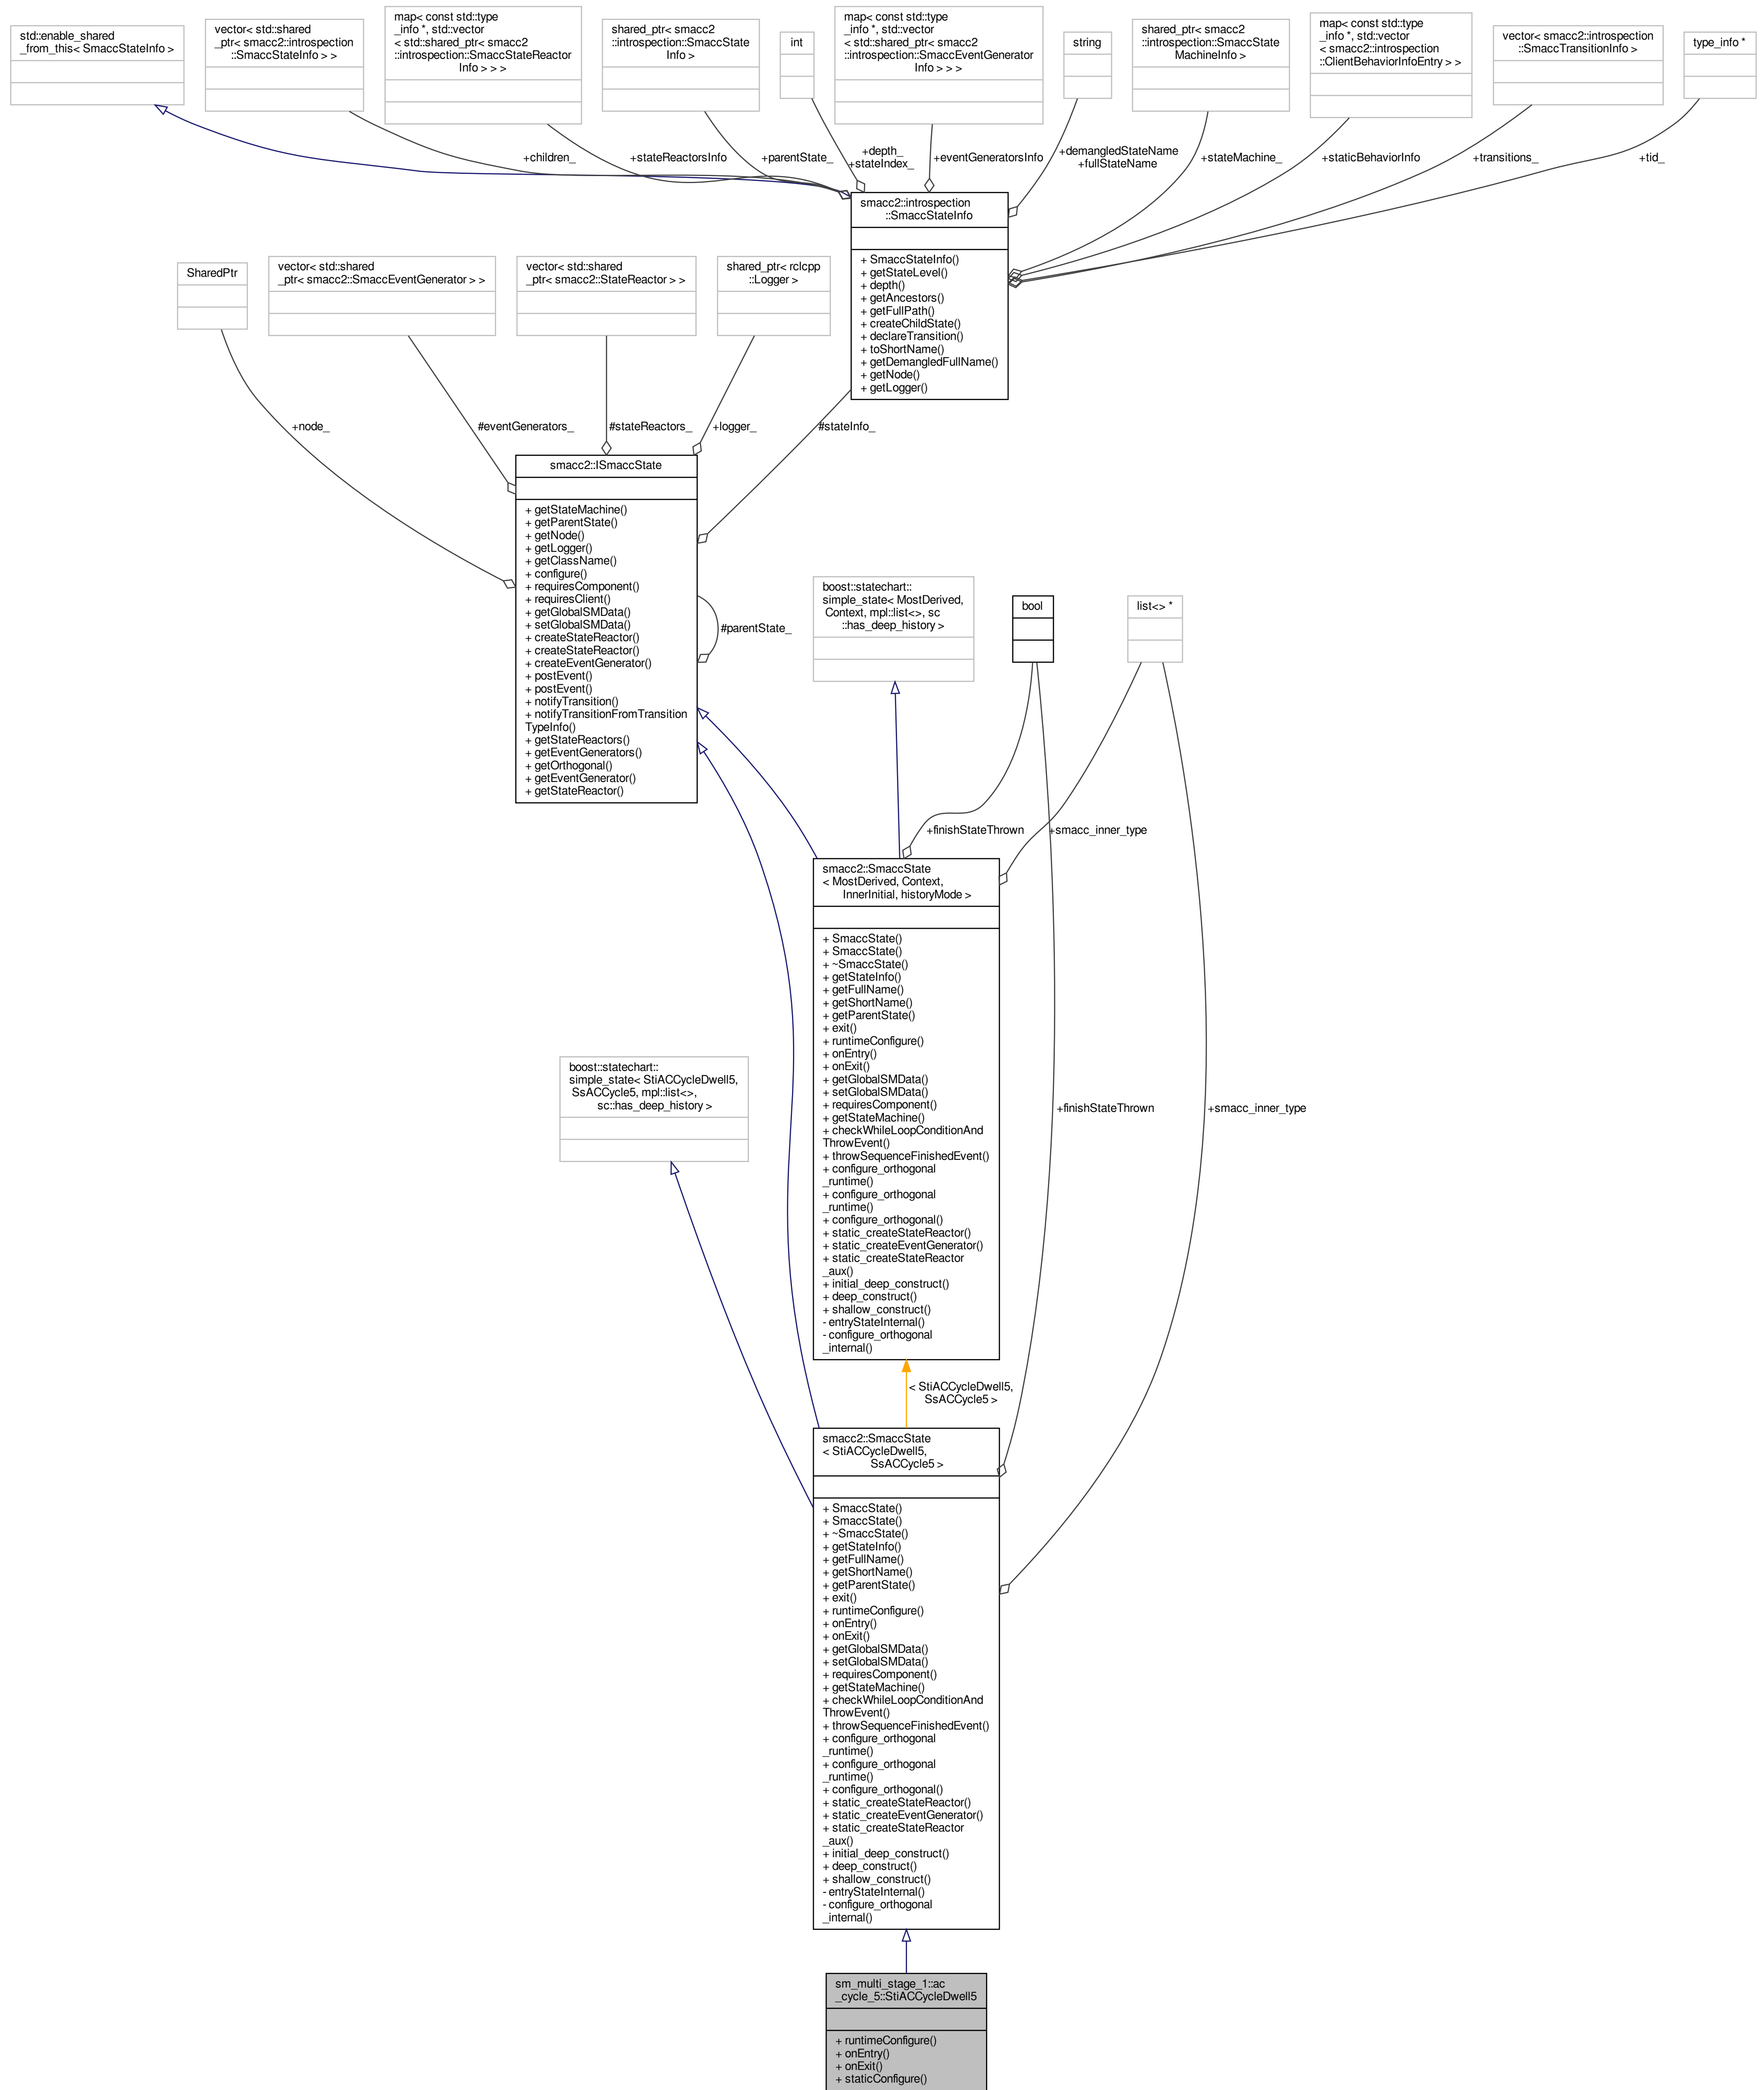 std::enable_shared
_from_this< SmaccStateInfo >
vector< std::shared
_ptr< smacc2::introspection
::SmaccStateInfo > >
map< const std::type
_info *, std::vector
< std::shared_ptr< smacc2
::introspection::SmaccStateReactor
Info > > >
shared_ptr< smacc2
::introspection::SmaccState
Info >
int
map< const std::type
_info *, std::vector
< std::shared_ptr< smacc2
::introspection::SmaccEventGenerator
Info > > >
string
shared_ptr< smacc2
::introspection::SmaccState
MachineInfo >
map< const std::type
_info *, std::vector
< smacc2::introspection
::ClientBehaviorInfoEntry > >
vector< smacc2::introspection
::SmaccTransitionInfo >
type_info *
+children_
+stateReactorsInfo
+parentState_
+depth_
+stateIndex_
+eventGeneratorsInfo
+demangledStateName
+fullStateName
+stateMachine_
+staticBehaviorInfo
+transitions_
+tid_
smacc2::introspection
::SmaccStateInfo
+ SmaccStateInfo()
+ getStateLevel()
+ depth()
+ getAncestors()
+ getFullPath()
+ createChildState()
+ declareTransition()
+ toShortName()
+ getDemangledFullName()
+ getNode()
+ getLogger()
SharedPtr
vector< std::shared
_ptr< smacc2::SmaccEventGenerator > >
vector< std::shared
_ptr< smacc2::StateReactor > >
shared_ptr< rclcpp
::Logger >
+node_
#eventGenerators_
#stateReactors_
+logger_
#stateInfo_
smacc2::ISmaccState
+ getStateMachine()
+ getParentState()
+ getNode()
+ getLogger()
+ getClassName()
+ configure()
+ requiresComponent()
+ requiresClient()
+ getGlobalSMData()
+ setGlobalSMData()
+ createStateReactor()
+ createStateReactor()
+ createEventGenerator()
+ postEvent()
+ postEvent()
+ notifyTransition()
+ notifyTransitionFromTransition
TypeInfo()
+ getStateReactors()
+ getEventGenerators()
+ getOrthogonal()
+ getEventGenerator()
+ getStateReactor()
#parentState_
boost::statechart::
simple_state< MostDerived,
Context, mpl::list<>, sc
::has_deep_history >
bool
list<> *
+finishStateThrown
+smacc_inner_type
smacc2::SmaccState
< MostDerived, Context,
InnerInitial, historyMode >
+ SmaccState()
+ SmaccState()
+ ~SmaccState()
+ getStateInfo()
+ getFullName()
+ getShortName()
+ getParentState()
+ exit()
+ runtimeConfigure()
+ onEntry()
+ onExit()
+ getGlobalSMData()
+ setGlobalSMData()
+ requiresComponent()
+ getStateMachine()
+ checkWhileLoopConditionAnd
ThrowEvent()
+ throwSequenceFinishedEvent()
+ configure_orthogonal
_runtime()
+ configure_orthogonal
_runtime()
+ configure_orthogonal()
+ static_createStateReactor()
+ static_createEventGenerator()
+ static_createStateReactor
_aux()
+ initial_deep_construct()
+ deep_construct()
+ shallow_construct()
- entryStateInternal()
- configure_orthogonal
_internal()
boost::statechart::
simple_state< StiACCycleDwell5,
SsACCycle5, mpl::list<>,
sc::has_deep_history >
+finishStateThrown
+smacc_inner_type
< StiACCycleDwell5,
SsACCycle5 >
smacc2::SmaccState
< StiACCycleDwell5,
SsACCycle5 >
+ SmaccState()
+ SmaccState()
+ ~SmaccState()
+ getStateInfo()
+ getFullName()
+ getShortName()
+ getParentState()
+ exit()
+ runtimeConfigure()
+ onEntry()
+ onExit()
+ getGlobalSMData()
+ setGlobalSMData()
+ requiresComponent()
+ getStateMachine()
+ checkWhileLoopConditionAnd
ThrowEvent()
+ throwSequenceFinishedEvent()
+ configure_orthogonal
_runtime()
+ configure_orthogonal
_runtime()
+ configure_orthogonal()
+ static_createStateReactor()
+ static_createEventGenerator()
+ static_createStateReactor
_aux()
+ initial_deep_construct()
+ deep_construct()
+ shallow_construct()
- entryStateInternal()
- configure_orthogonal
_internal()
sm_multi_stage_1::ac
_cycle_5::StiACCycleDwell5
+ runtimeConfigure()
+ onEntry()
+ onExit()
+ staticConfigure()